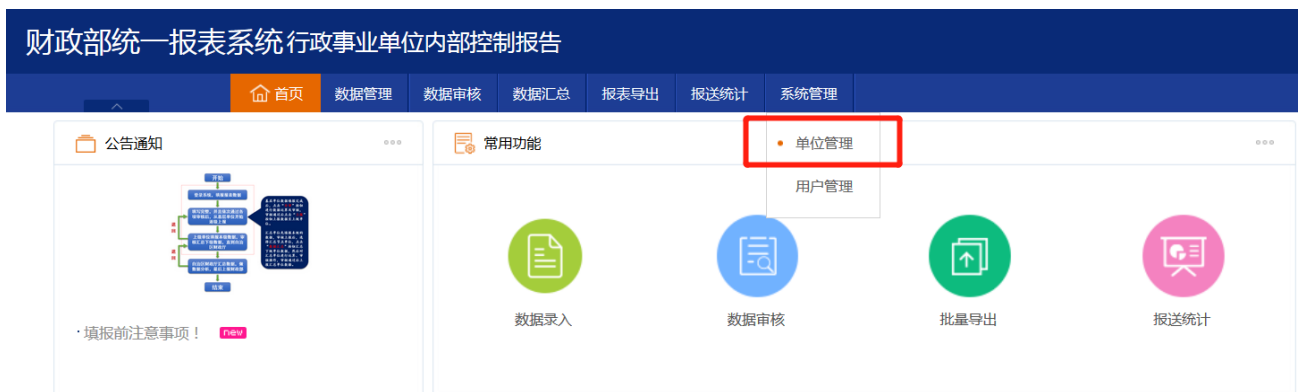 财政部统一报表系统行政事业单位内部控制报告
首页 数据管理 数据审核 数据汇总 报表导出 报送统计 系统管理
公告通知
常用功能
单位管理
用户管理
开始
结束
数据录入 数据审核 批量导出 报送统计
·填报前注意事项！ new